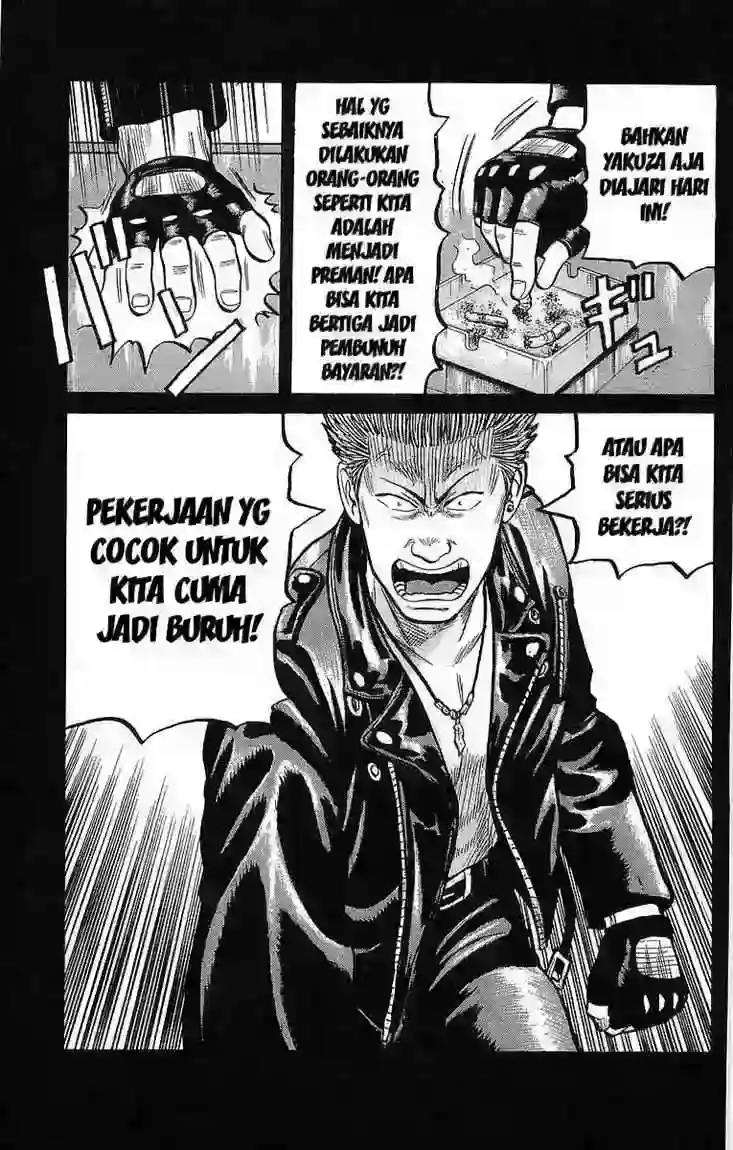 BAHKAN
YAKUZA AJA
DIAJARI HARI
INI!
HAL YG
SEBAIKNYA
DILAKUKAN
ORANG-ORANG
SEPERTI KITA
ADALAH
MENJADI
PREMAN! APA
BISA KITA
BERTIGA JADI
PEMBUNUH
BAYARAN?!
ギュ
ATAU APA
BISA KITA
SERIUS
BEKERJA?!
PEKERJAAN YG
COCOK UNTUK
KITA CUMA
JADI BURUH!